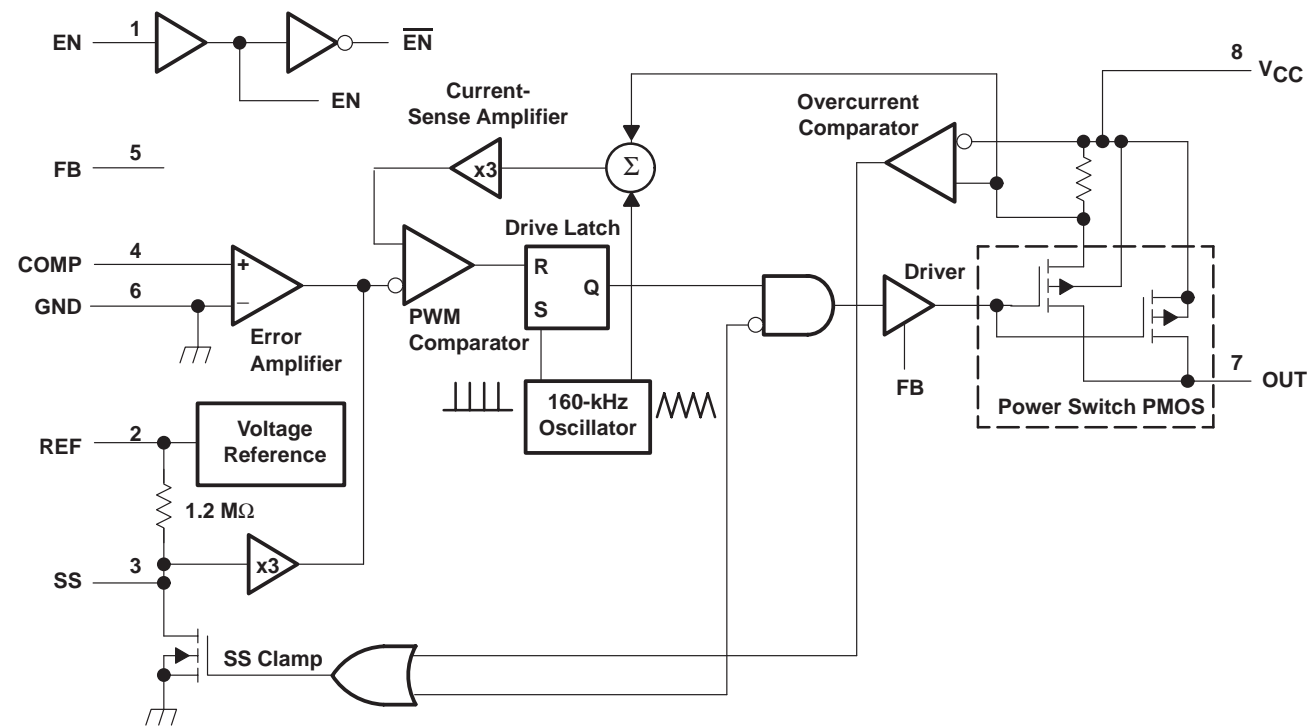 EN
1
EN
EN
8
VCC
Current-
Sense Amplifier
Overcurrent
Comparator
FB
5
x3
Σ
Drive Latch
COMP
4
+
R
Q
S
Driver
GND
6
–
PWM
Comparator
Error
Amplifier
FB
7
OUT
160-kHz
Oscillator
Power Switch PMOS
REF
2
Voltage
Reference
1.2 MΩ
SS
3
x3
SS Clamp